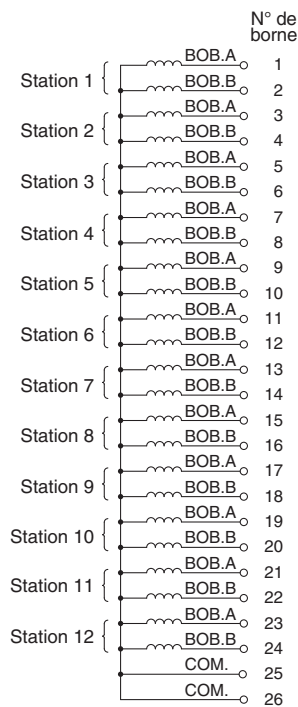 N° de
borne
BOB.A 1
Station 1 BOB.B 2
BOB.A 3
Station 2 BOB.B 4
BOB.A 5
Station 3 BOB.B 6
BOB.A 7
Station 4 BOB.B 8
BOB.A 9
Station 5 BOB.B 10
BOB.A 11
Station 6 BOB.B 12
BOB.A 13
Station 7 BOB.B 14
BOB.A 15
Station 8 BOB.B 16
BOB.A 17
Station 9 BOB.B 18
BOB.A 19
Station 10 BOB.B 20
BOB.A 21
Station 11 BOB.B 22
BOB.A 23
Station 12 BOB.B 24
COM. 25
COM. 26